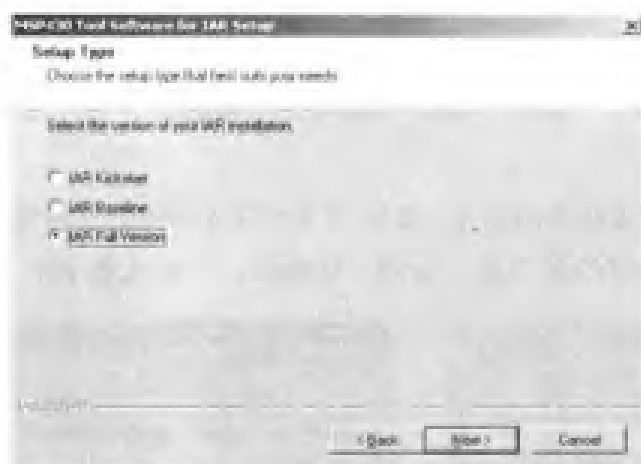 MSP430 Tool Software for IAR Setup
Setup Type
Choose the setup type that best suits your needs
Select the version of your IAR installation.
IAR Kickstart
IAR Baseline
IAR Full Version
< Back
Next >
Cancel